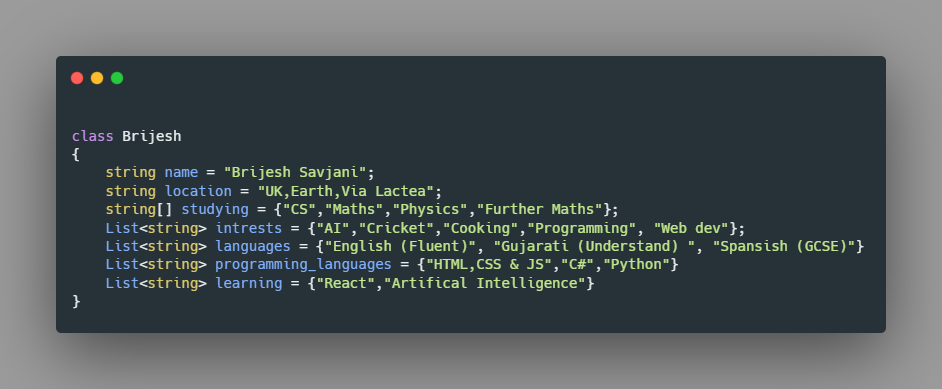 class Brijesh
{
    string name = "Brijesh Savjani";
    string location = "UK,Earth,Via Lactea";
    string[] studying = {"CS","Maths","Physics","Further Maths"};
    List<string> intrests = {"AI","Cricket","Cooking","Programming", "Web dev"};
    List<string> languages = {"English (Fluent)", "Gujarati (Understand) ", "Spansish (GCSE)"}
    List<string> programming_languages = {"HTML,CSS & JS","C#","Python"}
    List<string> learning = {"React","Artifical Intelligence"}
}